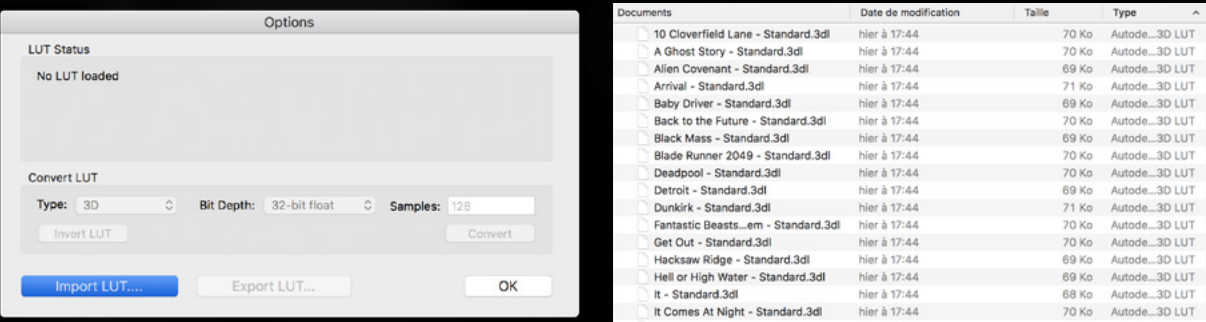 Options
LUT Status
No LUT loaded
Convert LUT
Type: 3D Bit Depth: 32-bit float Samples: 128
Invert LUT Convert
Import LUT.... Export LUT... OK
Documents Date de modification Taille Type
10 Cloverfield Lane - Standard.3dl hier à 17:44 70 Ko Autode...3D LUT
A Ghost Story - Standard.3dl hier à 17:44 70 Ko Autode...3D LUT
Alien Covenant - Standard.3dl hier à 17:44 69 Ko Autode...3D LUT
Arrival - Standard.3dl hier à 17:44 71 Ko Autode...3D LUT
Baby Driver - Standard.3dl hier à 17:44 69 Ko Autode...3D LUT
Back to the Future - Standard.3dl hier à 17:44 70 Ko Autode...3D LUT
Black Mass - Standard.3dl hier à 17:44 69 Ko Autode...3D LUT
Blade Runner 2049 - Standard.3dl hier à 17:44 70 Ko Autode...3D LUT
Deadpool - Standard.3dl hier à 17:44 70 Ko Autode...3D LUT
Detroit - Standard.3dl hier à 17:44 69 Ko Autode...3D LUT
Dunkirk - Standard.3dl hier à 17:44 71 Ko Autode...3D LUT
Fantastic Beasts...em - Standard.3dl hier à 17:44 70 Ko Autode...3D LUT
Get Out - Standard.3dl hier à 17:44 70 Ko Autode...3D LUT
Hacksaw Ridge - Standard.3dl hier à 17:44 69 Ko Autode...3D LUT
Hell or High Water - Standard.3dl hier à 17:44 69 Ko Autode...3D LUT
It - Standard.3dl hier à 17:44 68 Ko Autode...3D LUT
It Comes At Night - Standard.3dl hier à 17:44 70 Ko Autode...3D LUT